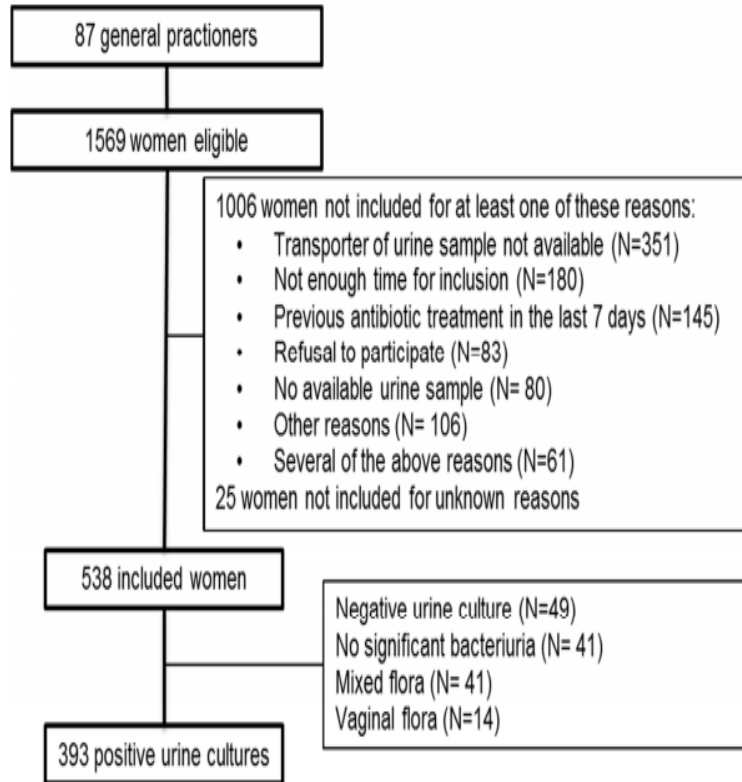 87 general practioners
1569 women eligible
1006 women not included for at least one of these reasons:
• Transporter of urine sample not available (N=351)
• Not enough time for inclusion (N=180)
• Previous antibiotic treatment in the last 7 days (N=145)
• Refusal to participate (N=83)
• No available urine sample (N= 80)
• Other reasons (N= 106)
• Several of the above reasons (N=61)
25 women not included for unknown reasons
538 included women
Negative urine culture (N=49)
No significant bacteriuria (N= 41)
Mixed flora (N= 41)
Vaginal flora (N=14)
393 positive urine cultures